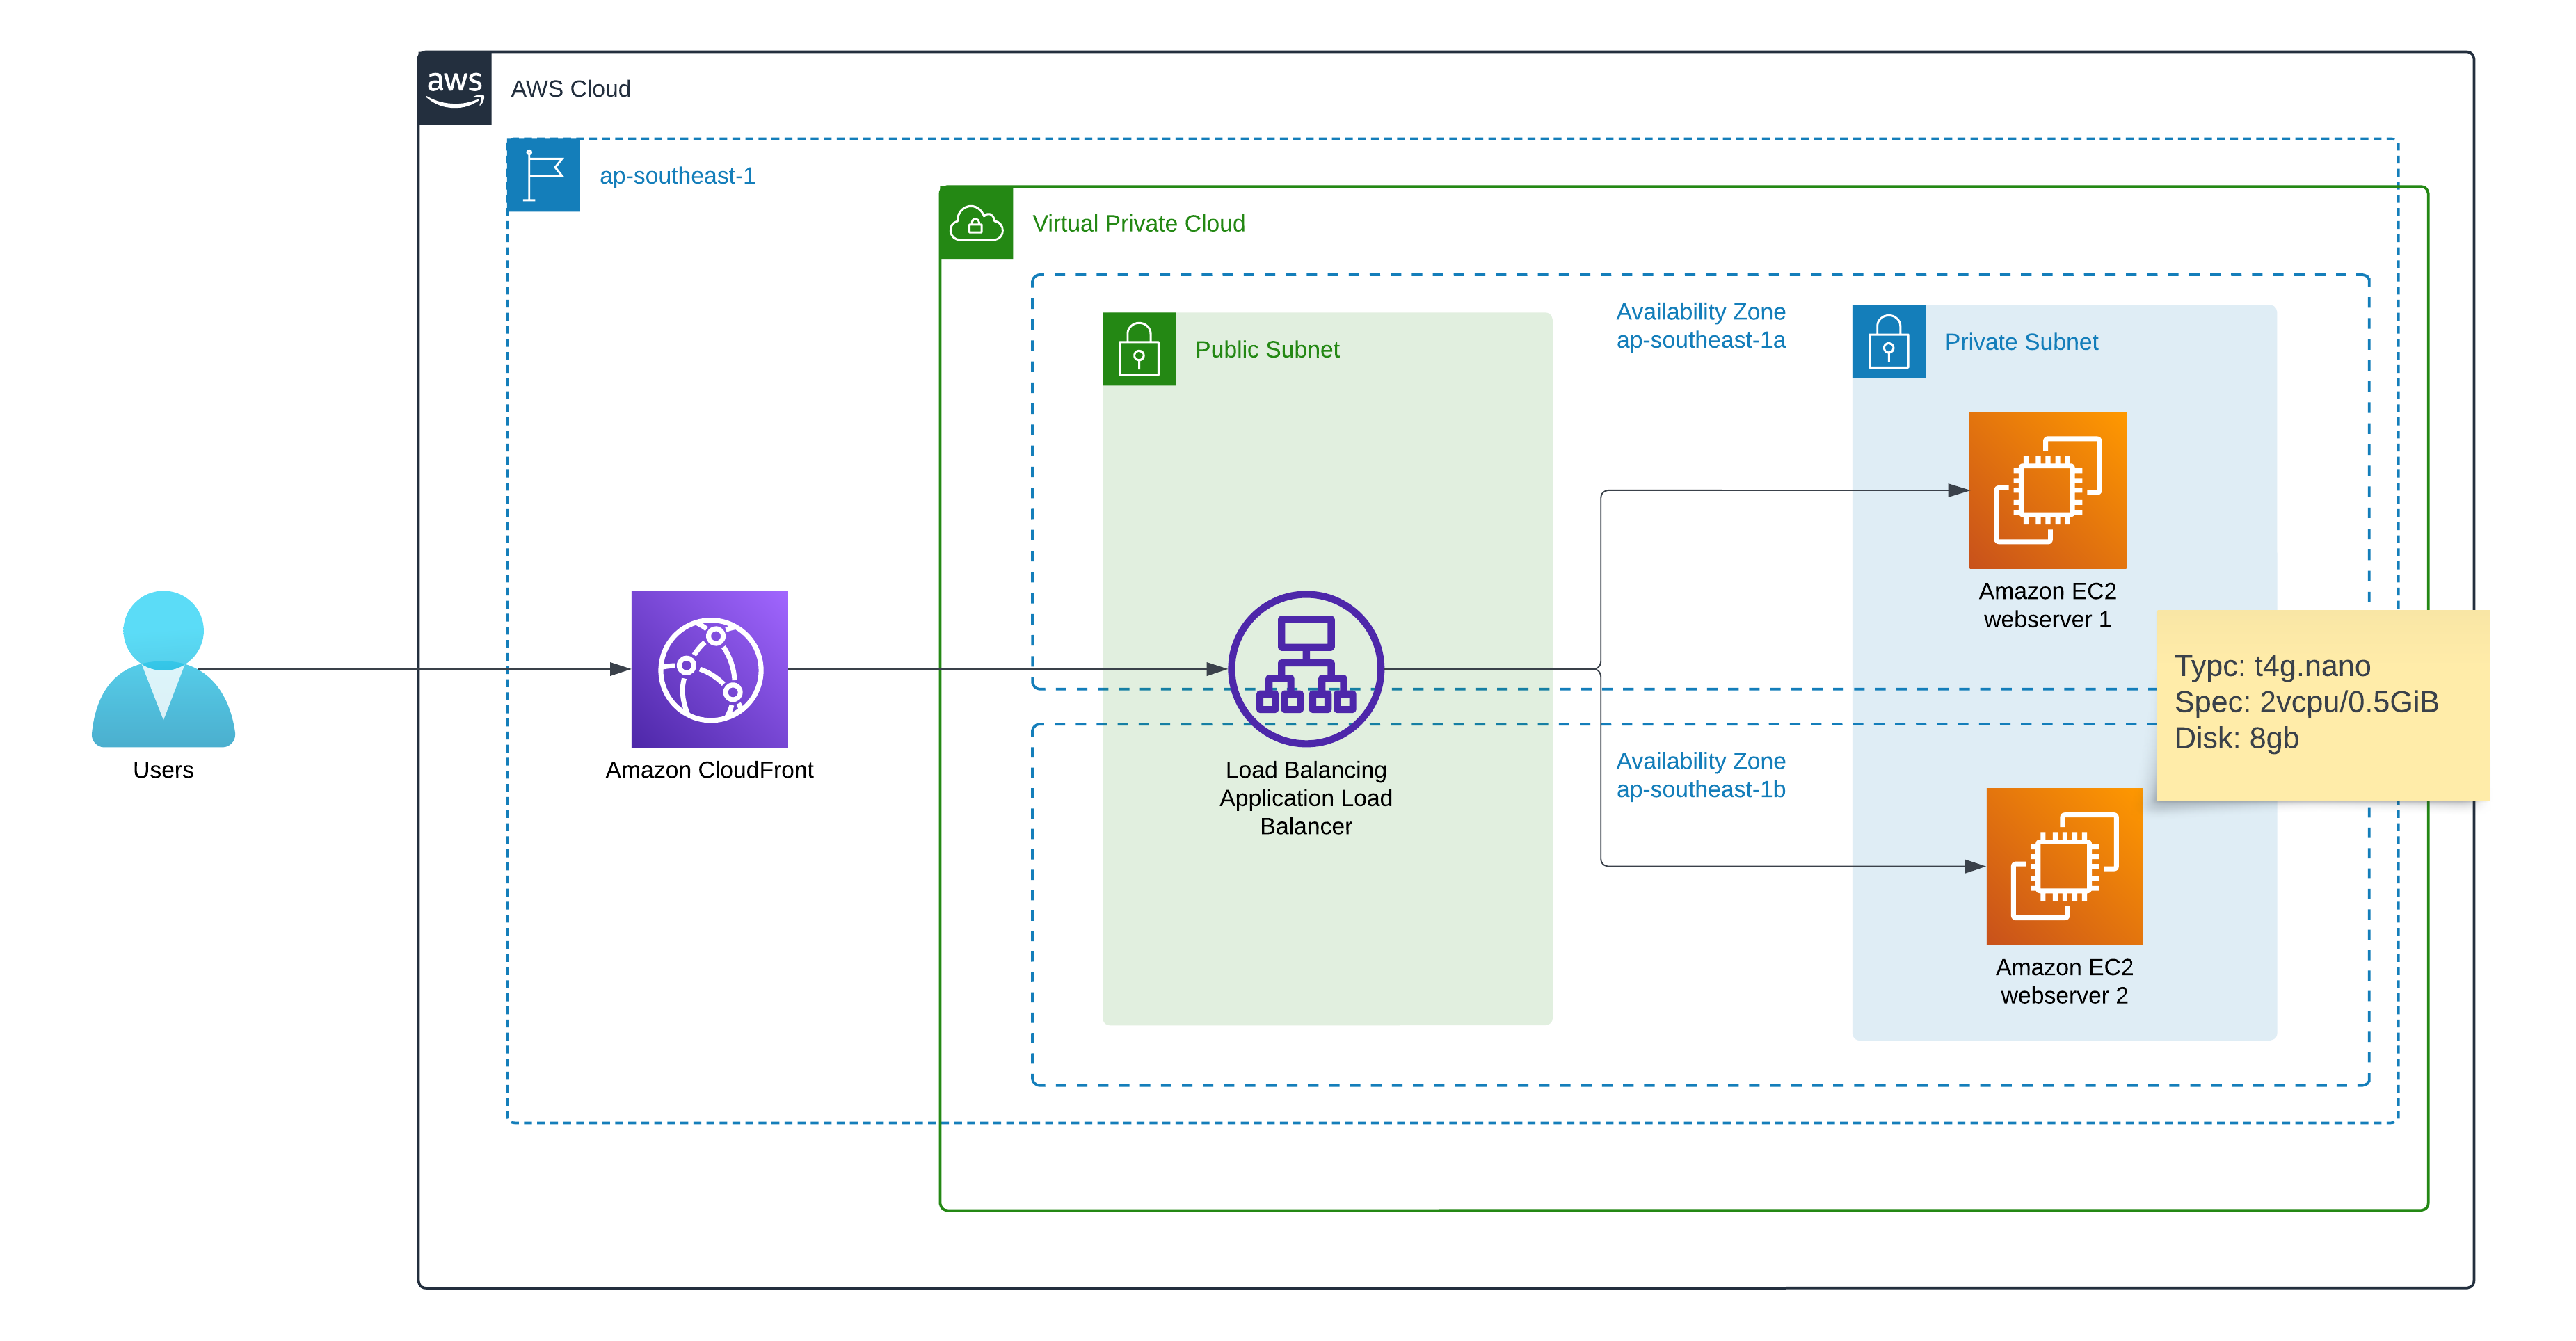 aws
AWS Cloud
ap-southeast-1
Virtual Private Cloud
Availability Zone
ap-southeast-1a
Public Subnet
Private Subnet
Amazon EC2
webserver 1
Typc: t4g.nano
Spec: 2vcpu/0.5GiB
Disk: 8gb
Users
Amazon CloudFront
Load Balancing
Application Load
Balancer
Availability Zone
ap-southeast-1b
Amazon EC2
webserver 2